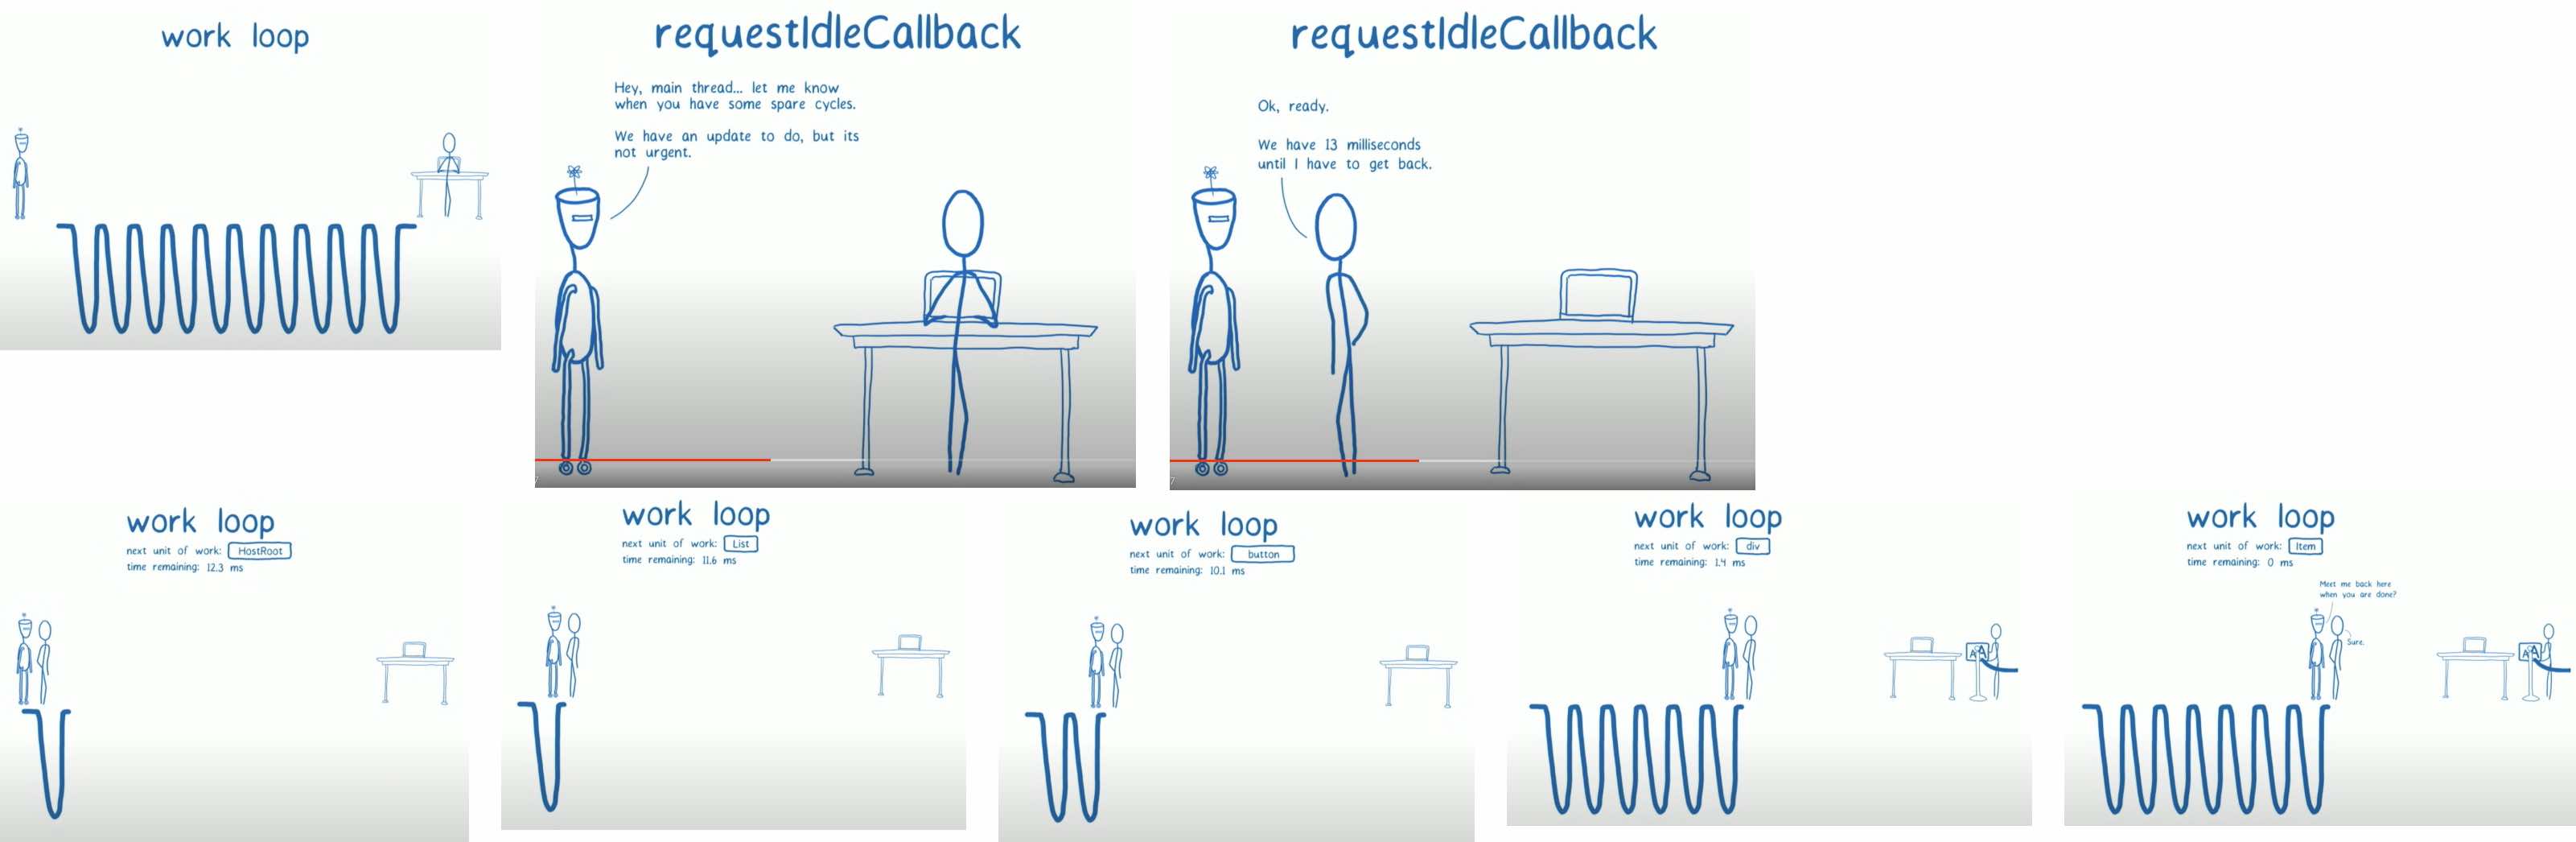 work loop
requestIdleCallback
Hey, main thread... let me know
when you have some spare cycles.
We have an update to do, but its
not urgent.
requestIdleCallback
Ok, ready.
We have 13 milliseconds
until I have to get back.
work loop
next unit of work: HostRoot
time remaining: 12.3 ms
work loop
next unit of work: List
time remaining: 11.6 ms
work loop
next unit of work: button
time remaining: 10.1 ms
work loop
next unit of work: div
time remaining: 1.4 ms
A A
work loop
next unit of work: Item
time remaining: 0 ms
Meet me back here
when you are done?
Sure.
A A